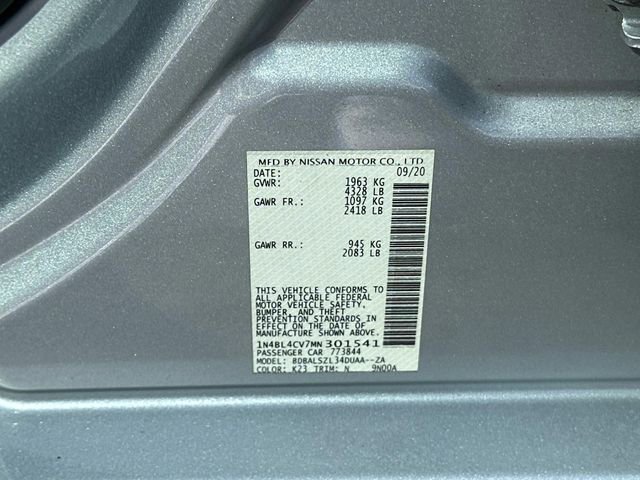 MFD BY NISSAN MOTOR CO., LTD
DATE: 09/20
GVWR: 1963 KG
4328 LB
GAWR FR.: 1097 KG
2418 LB
GAWR RR.: 945 KG
2083 LB
THIS VEHICLE CONFORMS TO
ALL APPLICABLE FEDERAL
MOTOR VEHICLE SAFETY,
BUMPER, AND THEFT
PREVENTION STANDARDS IN
EFFECT ON THE DATE OF
MANUFACTURE SHOWN ABOVE.
1N4BL4CV7MN 301541
PASSENGER CAR 773844
MODEL: BDBALSZL34DUAA--ZA
COLOR: K23 TRIM: N 9N00A